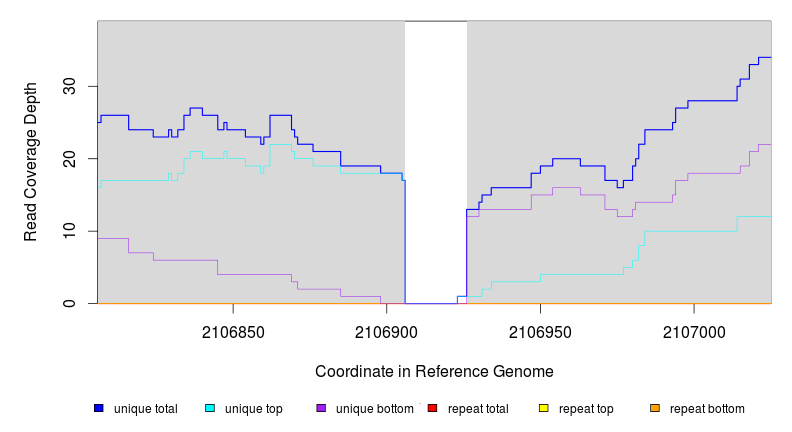 Read Coverage Depth
30
20
10
0
2106850 2106900 2106950 2107000
Coordinate in Reference Genome
unique total unique top unique bottom repeat total repeat top repeat bottom